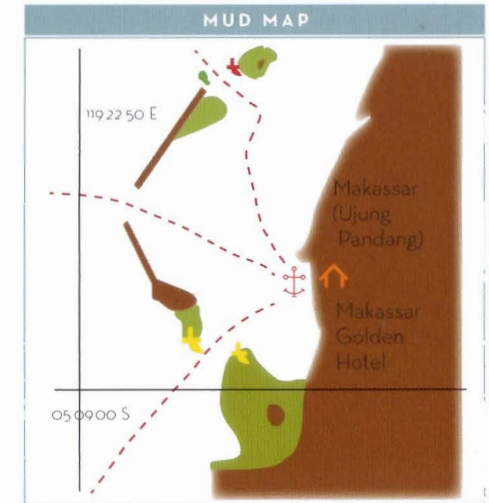 MUD MAP
119 22 50 E
Makassar
(Ujung
Pandang)
Makassar
Golden
Hotel
05 09 00 S